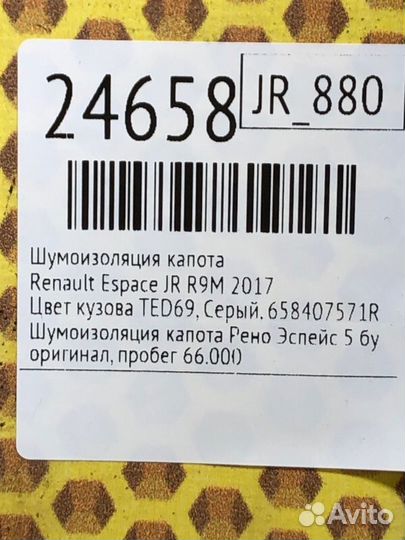 24658
JR_880
Шумоизоляция капота
Renault Espace JR R9M 2017
Цвет кузова TED69, Серый, 658407571R
Шумоизоляция капота Рено Эспейс 5 бу
оригинал, пробег 66.000
Avito